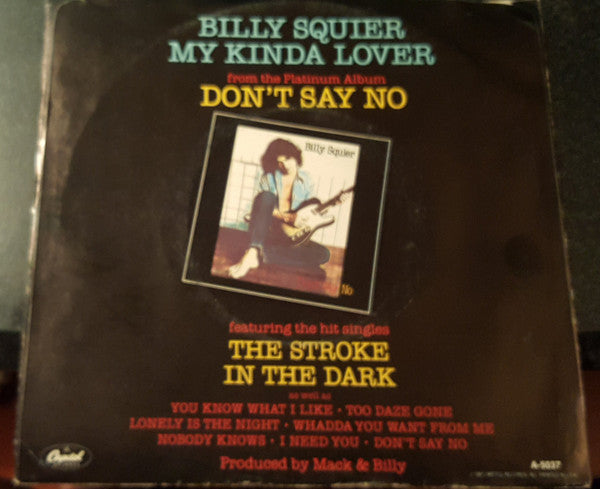 BILLY SQUIER
MY KINDA LOVER
from the Platinum Album
DON'T SAY NO
Billy Squier
No
featuring the hit singles
THE STROKE
IN THE DARK
as well as
YOU KNOW WHAT I LIKE · TOO DAZE GONE
LONELY IS THE NIGHT · WHADDA YOU WANT FROM ME
NOBODY KNOWS · I NEED YOU · DON'T SAY NO
Produced by Mack & Billy
Capitol
A-5037